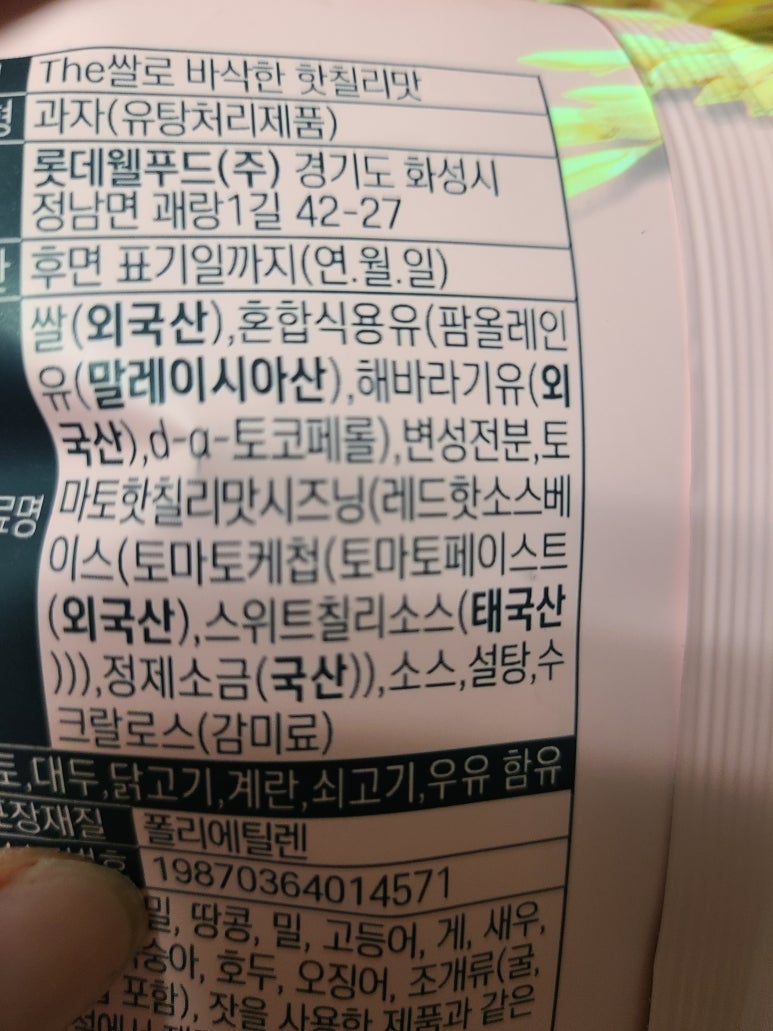 The쌀로 바삭한 핫칠리맛
형 과자(유탕처리제품)
롯데웰푸드(주) 경기도 화성시
정남면 괘랑1길 42-27
후면 표기일까지(연.월.일)
쌀(외국산),혼합식용유(팜올레인
유(말레이시아산),해바라기유(외
국산),d-α-토코페롤),변성전분,토
마토핫칠리맛시즈닝(레드핫소스베
이스(토마토케첩(토마토페이스트
(외국산),스위트칠리소스(태국산
))),정제소금(국산)),소스,설탕,수
크랄로스(감미료)
명
토,대두,닭고기,계란,쇠고기,우유 함유
포장재질 폴리에틸렌
호 19870364014571
밀, 땅콩, 밀, 고등어, 게, 새우,
숭아, 호두, 오징어, 조개류(굴,
포함), 잣을 사용한 제품과 같은